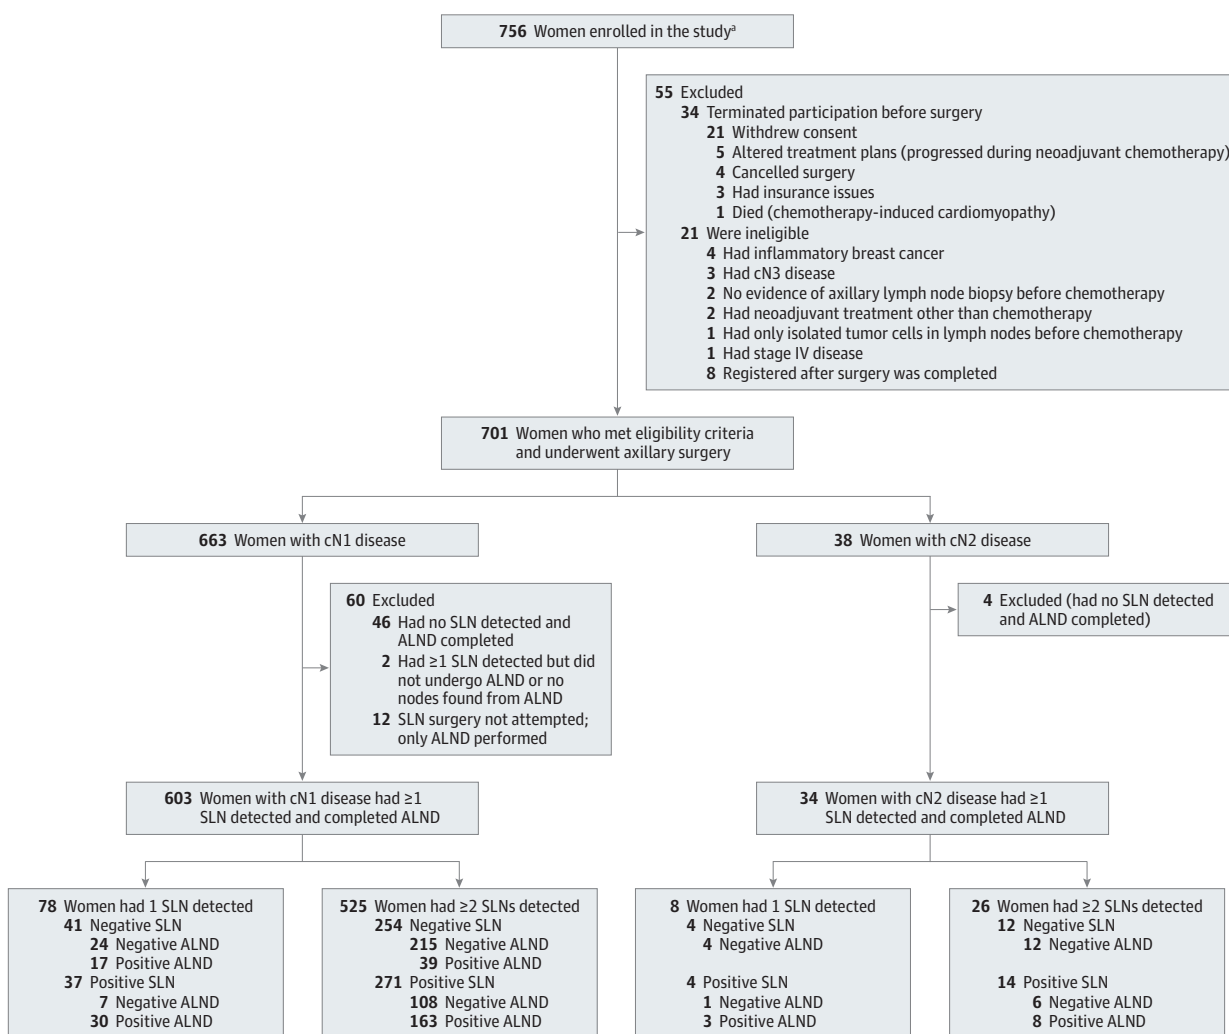 756 Women enrolled in the studyᵃ
55 Excluded
34 Terminated participation before surgery
21 Withdrew consent
5 Altered treatment plans (progressed during neoadjuvant chemotherapy)
4 Cancelled surgery
3 Had insurance issues
1 Died (chemotherapy-induced cardiomyopathy)
21 Were ineligible
4 Had inflammatory breast cancer
3 Had cN3 disease
2 No evidence of axillary lymph node biopsy before chemotherapy
2 Had neoadjuvant treatment other than chemotherapy
1 Had only isolated tumor cells in lymph nodes before chemotherapy
1 Had stage IV disease
8 Registered after surgery was completed
701 Women who met eligibility criteria
and underwent axillary surgery
663 Women with cN1 disease
38 Women with cN2 disease
60 Excluded
46 Had no SLN detected and
ALND completed
2 Had ≥1 SLN detected but did
not undergo ALND or no
nodes found from ALND
12 SLN surgery not attempted;
only ALND performed
4 Excluded (had no SLN detected
and ALND completed)
603 Women with cN1 disease had ≥1
SLN detected and completed ALND
34 Women with cN2 disease had ≥1
SLN detected and completed ALND
78 Women had 1 SLN detected
41 Negative SLN
24 Negative ALND
17 Positive ALND
37 Positive SLN
7 Negative ALND
30 Positive ALND
525 Women had ≥2 SLNs detected
254 Negative SLN
215 Negative ALND
39 Positive ALND
271 Positive SLN
108 Negative ALND
163 Positive ALND
8 Women had 1 SLN detected
4 Negative SLN
4 Negative ALND
4 Positive SLN
1 Negative ALND
3 Positive ALND
26 Women had ≥2 SLNs detected
12 Negative SLN
12 Negative ALND
14 Positive SLN
6 Negative ALND
8 Positive ALND